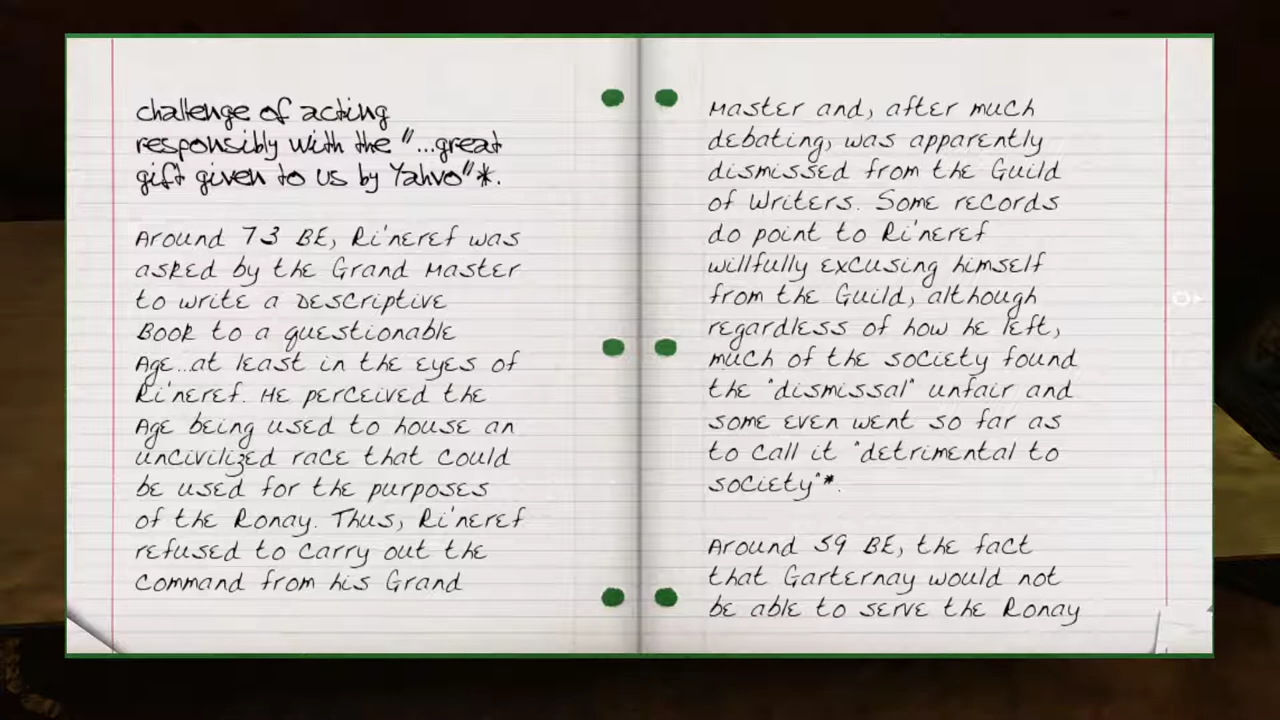 challenge of acting
responsibly with the "...great
gift given to us by Yahvo"*.
Around 73 BE, Ri'neref was
asked by the Grand Master
to write a Descriptive
Book to a questionable
Age...at least in the eyes of
Ri'neref. He perceived the
Age being used to house an
uncivilized race that could
be used for the purposes
of the Ronay. Thus, Ri'neref
refused to carry out the
command from his Grand
Master and, after much
debating, was apparently
dismissed from the Guild
of Writers. Some records
do point to Ri'neref
willfully excusing himself
from the Guild, although
regardless of how he left,
much of the society found
the "dismissal" unfair and
some even went so far as
to call it "detrimental to
society"*.
Around 59 BE, the fact
that Garternay would not
be able to serve the Ronay